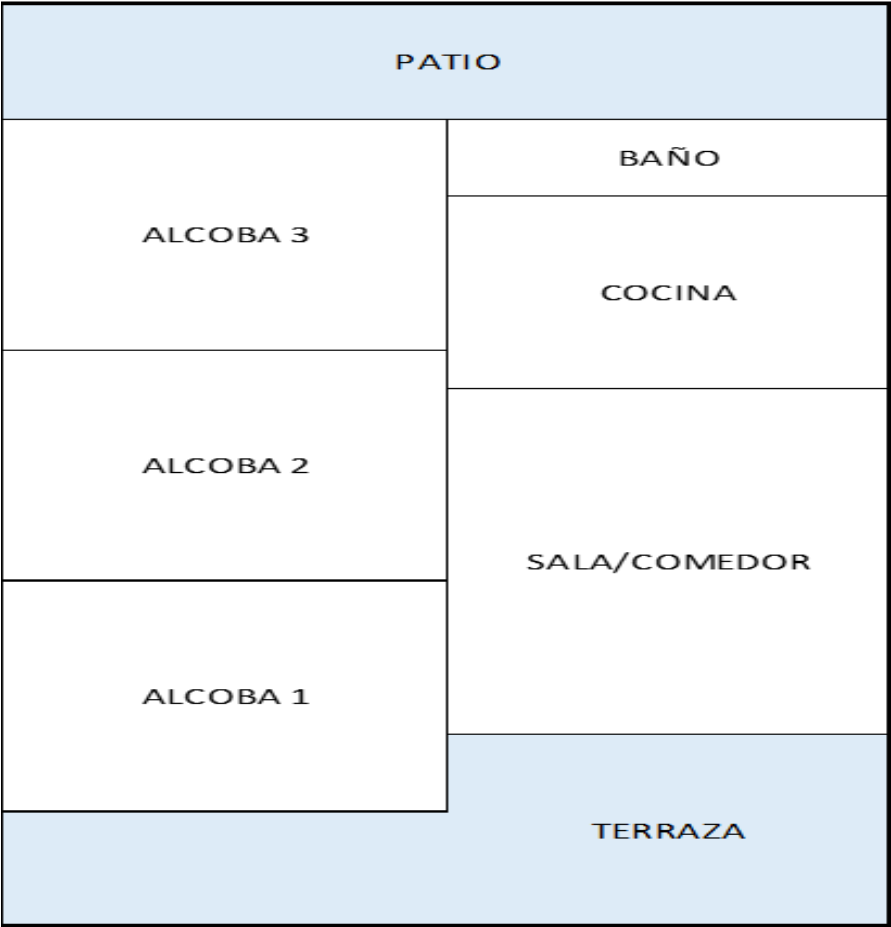 PATIO
BAÑO
ALCOBA 3
COCINA
ALCOBA 2
SALA/COMEDOR
ALCOBA 1
TERRAZA